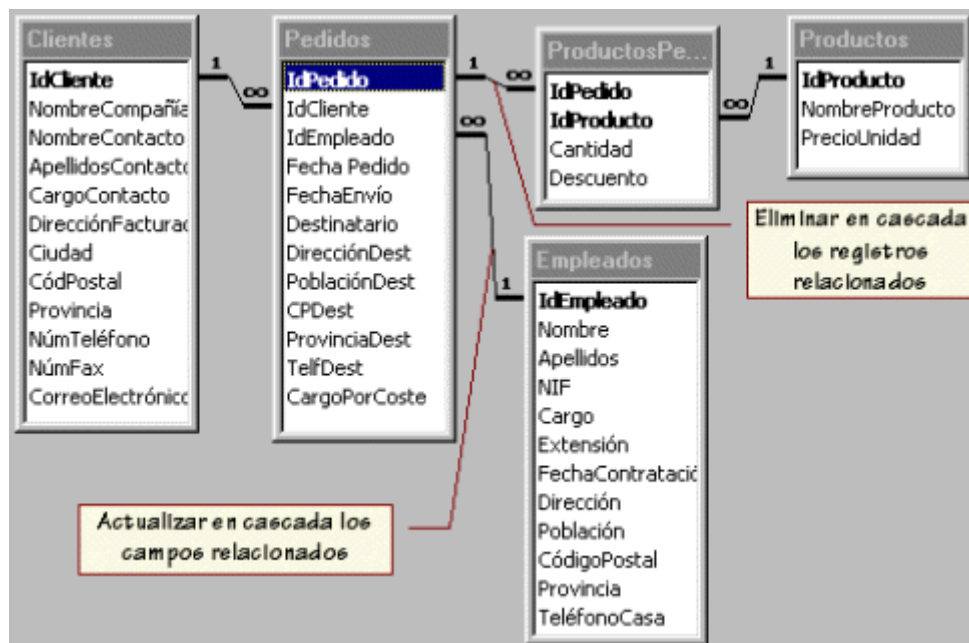 Clientes
IdCliente
NombreCompañía
NombreContacto
ApellidosContacto
CargoContacto
DirecciónFacturac
Ciudad
CódPostal
Provincia
NúmTeléfono
NúmFax
CorreoElectrónico
Pedidos
IdPedido
IdCliente
IdEmpleado
Fecha Pedido
FechaEnvío
Destinatario
DirecciónDest
PoblaciónDest
CPDest
ProvinciaDest
TelfDest
CargoPorCoste
ProductosPe...
IdPedido
IdProducto
Cantidad
Descuento
Productos
IdProducto
NombreProducto
PrecioUnidad
Empleados
IdEmpleado
Nombre
Apellidos
NIF
Cargo
Extensión
FechaContratació
Dirección
Población
CódigoPostal
Provincia
TeléfonoCasa
1
∞
1
∞
1
∞
∞
1
Eliminar en cascada
los registros
relacionados
Actualizar en cascada los
campos relacionados